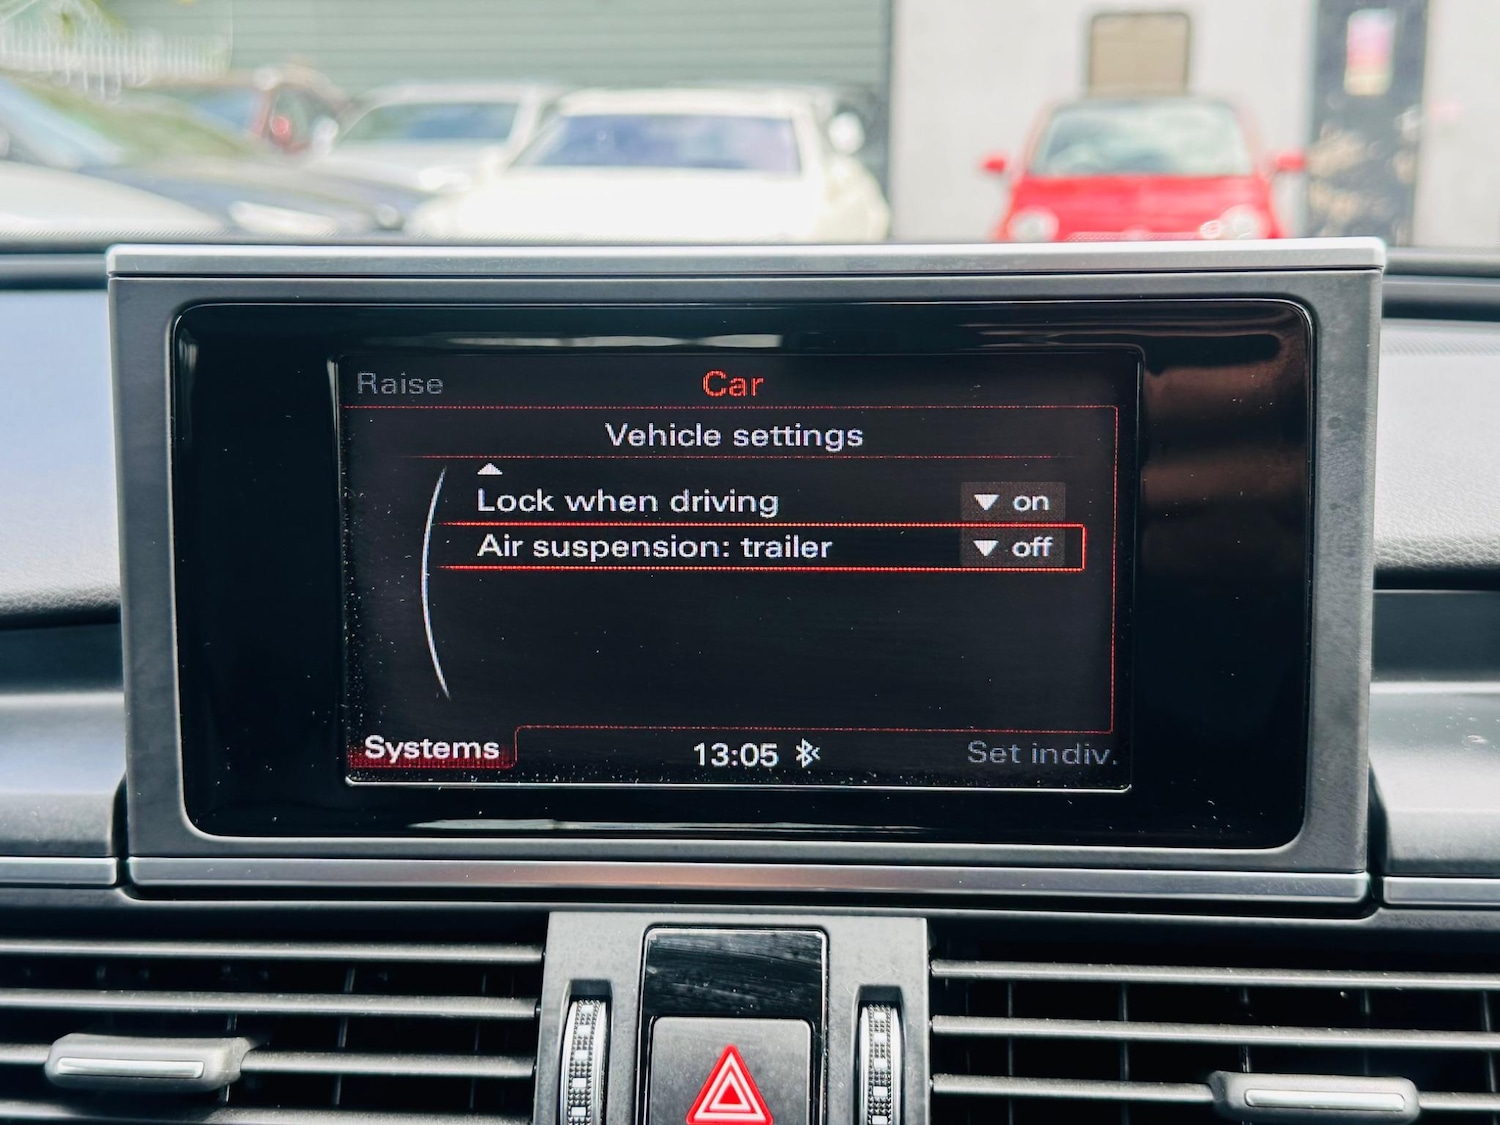 Raise Car
Vehicle settings
Lock when driving on
Air suspension: trailer off
Systems 13:05 Set indiv.